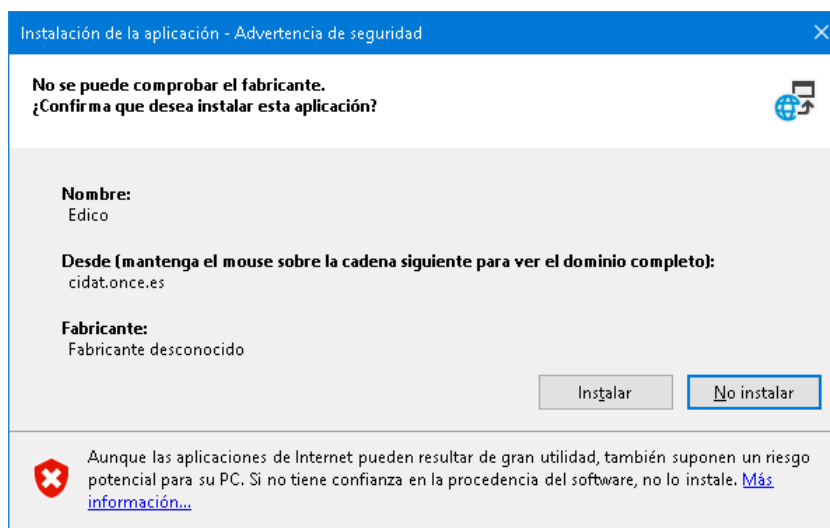 Instalación de la aplicación - Advertencia de seguridad
No se puede comprobar el fabricante.
¿Confirma que desea instalar esta aplicación?
Nombre:
Edico
Desde (mantenga el mouse sobre la cadena siguiente para ver el dominio completo):
cidat.once.es
Fabricante:
Fabricante desconocido
Instalar
No instalar
Aunque las aplicaciones de Internet pueden resultar de gran utilidad, también suponen un riesgo
potencial para su PC. Si no tiene confianza en la procedencia del software, no lo instale. Más
información...